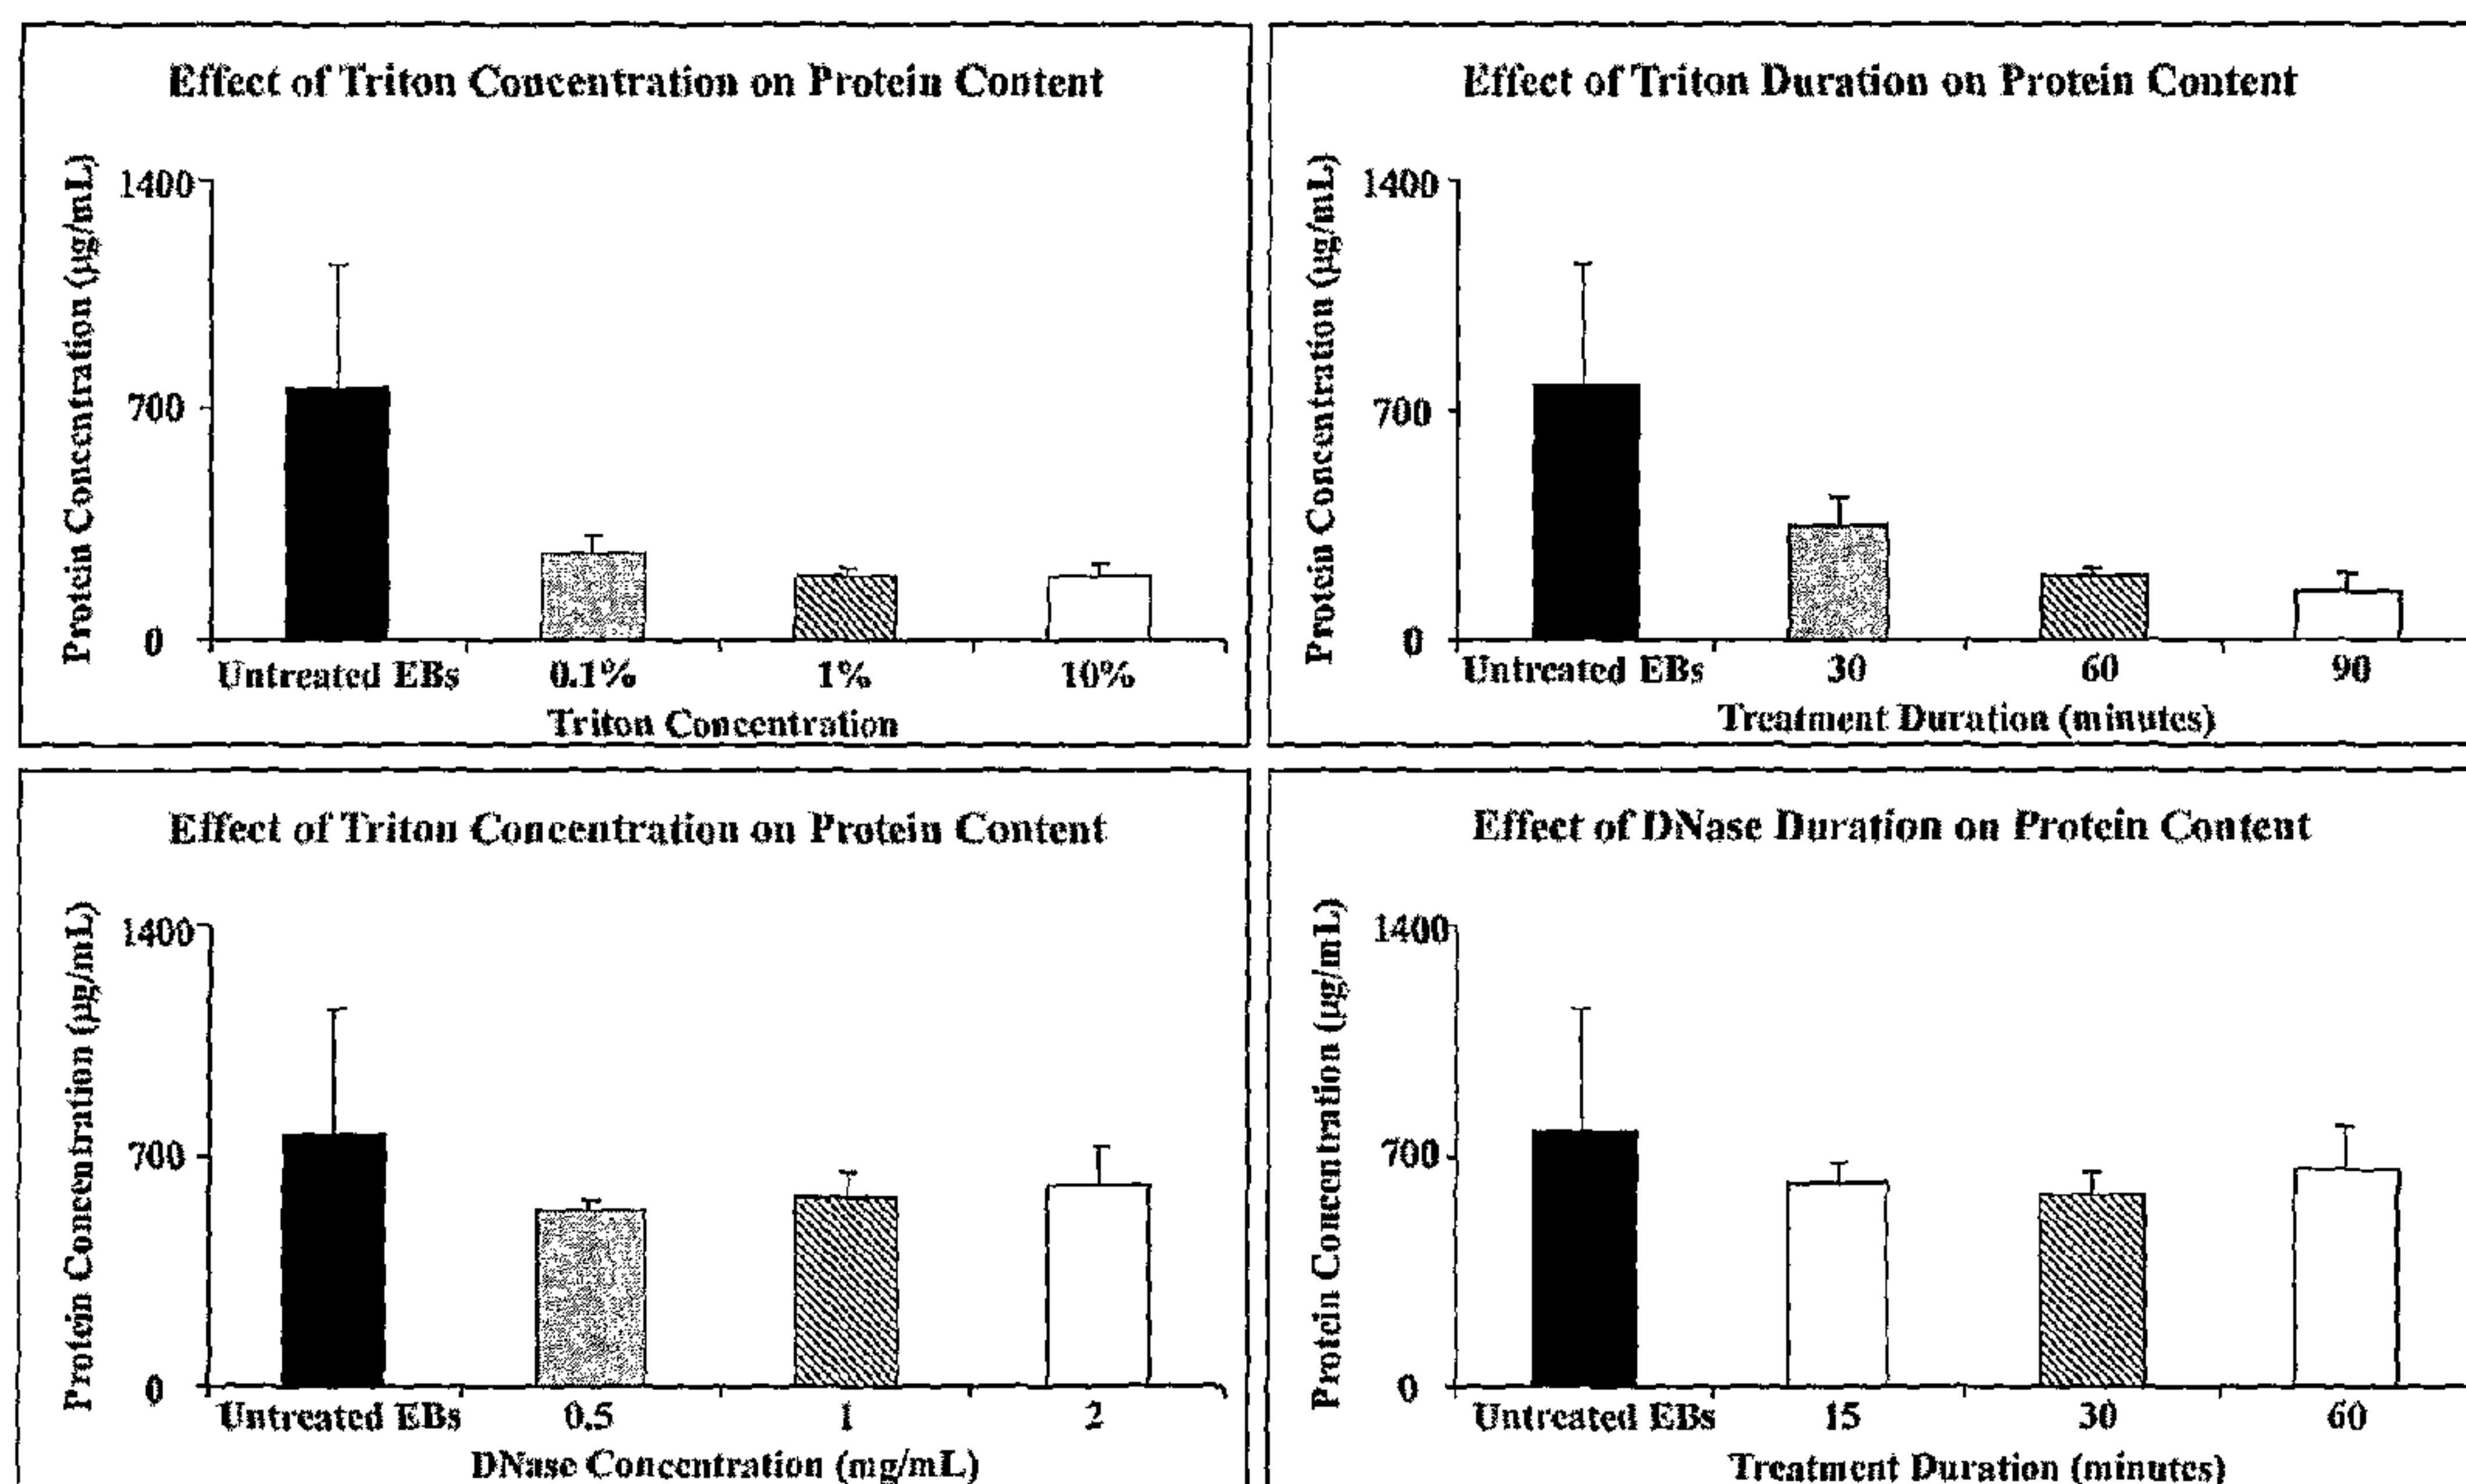 Effect of Triton Concentration on Protein Content
Protein Concentration (µg/mL)
1400
700
0
Untreated EBs 0.1% 1% 10%
Triton Concentration
Effect of Triton Duration on Protein Content
Protein Concentration (µg/mL)
1400
700
0
Untreated EBs 30 60 90
Treatment Duration (minutes)
Effect of Triton Concentration on Protein Content
Protein Concentration (µg/mL)
1400
700
0
Untreated EBs 0.5 1 2
DNase Concentration (mg/mL)
Effect of DNase Duration on Protein Content
Protein Concentration (µg/mL)
1400
700
0
Untreated EBs 15 30 60
Treatment Duration (minutes)